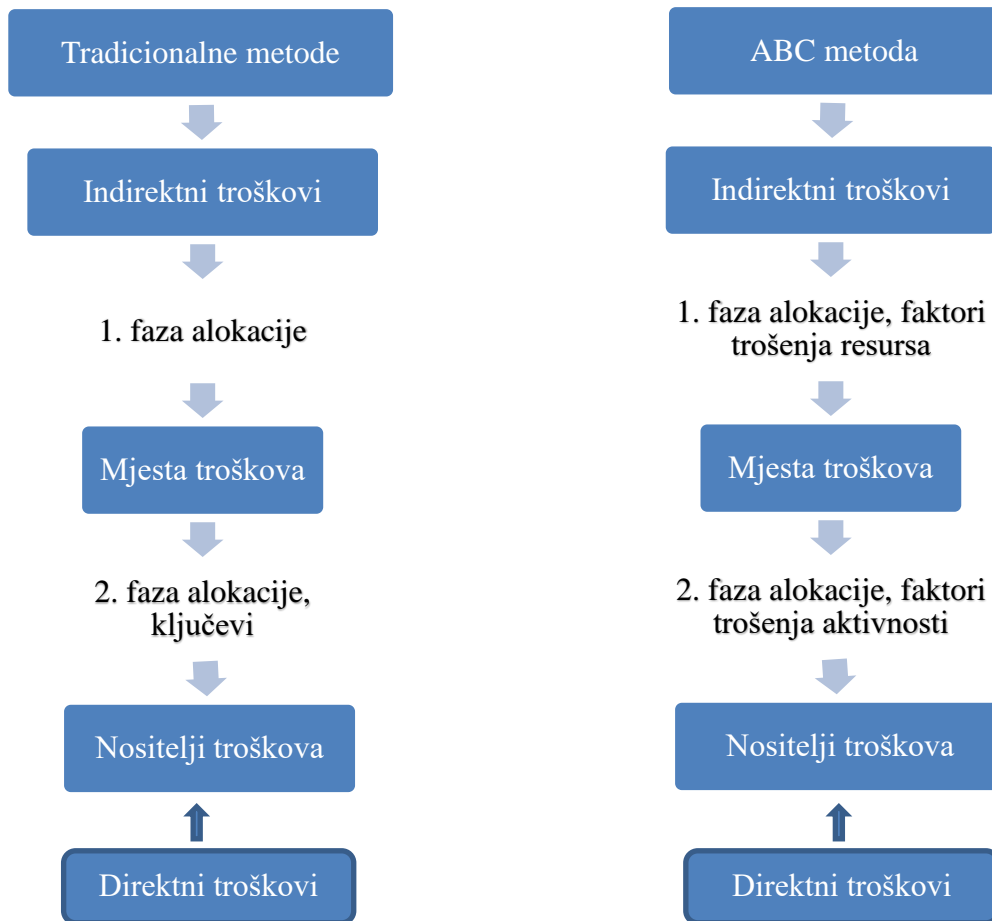 Tradicionalne metode
Indirektni troškovi
1. faza alokacije
Mjesta troškova
2. faza alokacije,
ključevi
Nositelji troškova
Direktni troškovi
ABC metoda
Indirektni troškovi
1. faza alokacije, faktori
trošenja resursa
Mjesta troškova
2. faza alokacije, faktori
trošenja aktivnosti
Nositelji troškova
Direktni troškovi